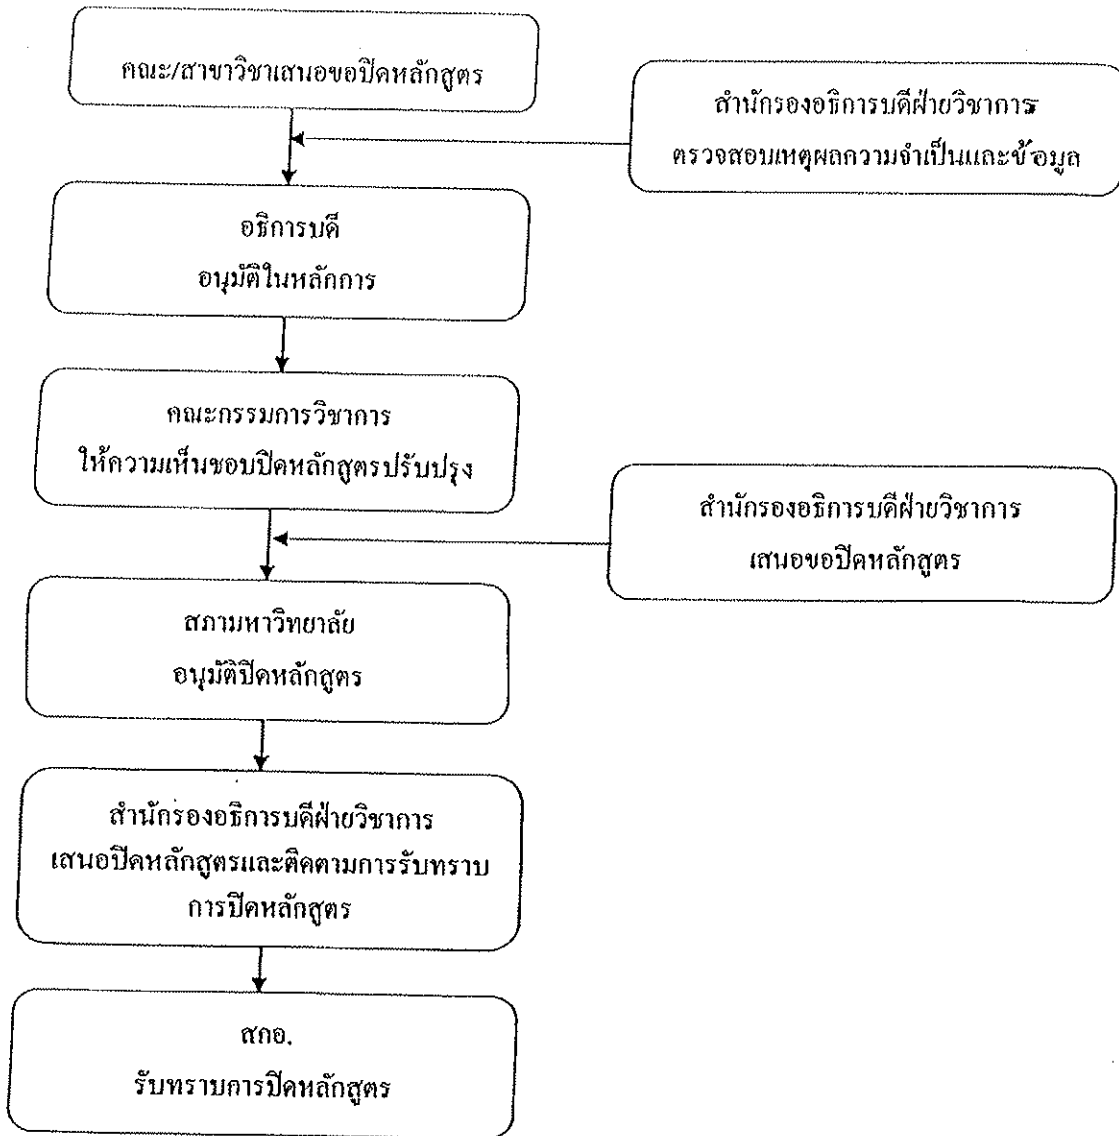 คณะ/สาขาวิชาเสนอขอปิดหลักสูตร
สำนักรองอธิการบดีฝ่ายวิชาการ
ตรวจสอบเหตุผลความจำเป็นและข้อมูล
อธิการบดี
อนุมัติในหลักการ
คณะกรรมการวิชาการ
ให้ความเห็นชอบปิดหลักสูตรปรับปรุง
สำนักรองอธิการบดีฝ่ายวิชาการ
เสนอขอปิดหลักสูตร
สภามหาวิทยาลัย
อนุมัติปิดหลักสูตร
สำนักรองอธิการบดีฝ่ายวิชาการ
เสนอปิดหลักสูตรและติดตามการรับทราบ
การปิดหลักสูตร
สกอ.
รับทราบการปิดหลักสูตร